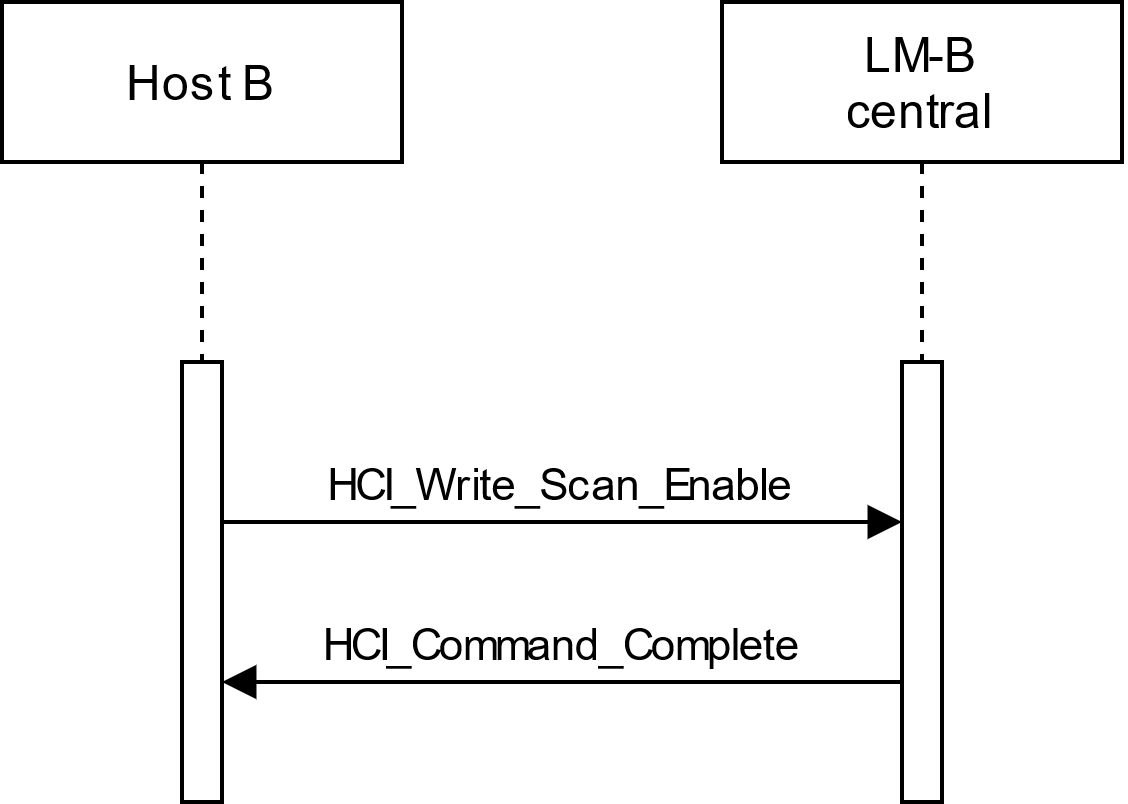 Host B
LM-B
central
HCI_Write_Scan_Enable
HCI_Command_Complete